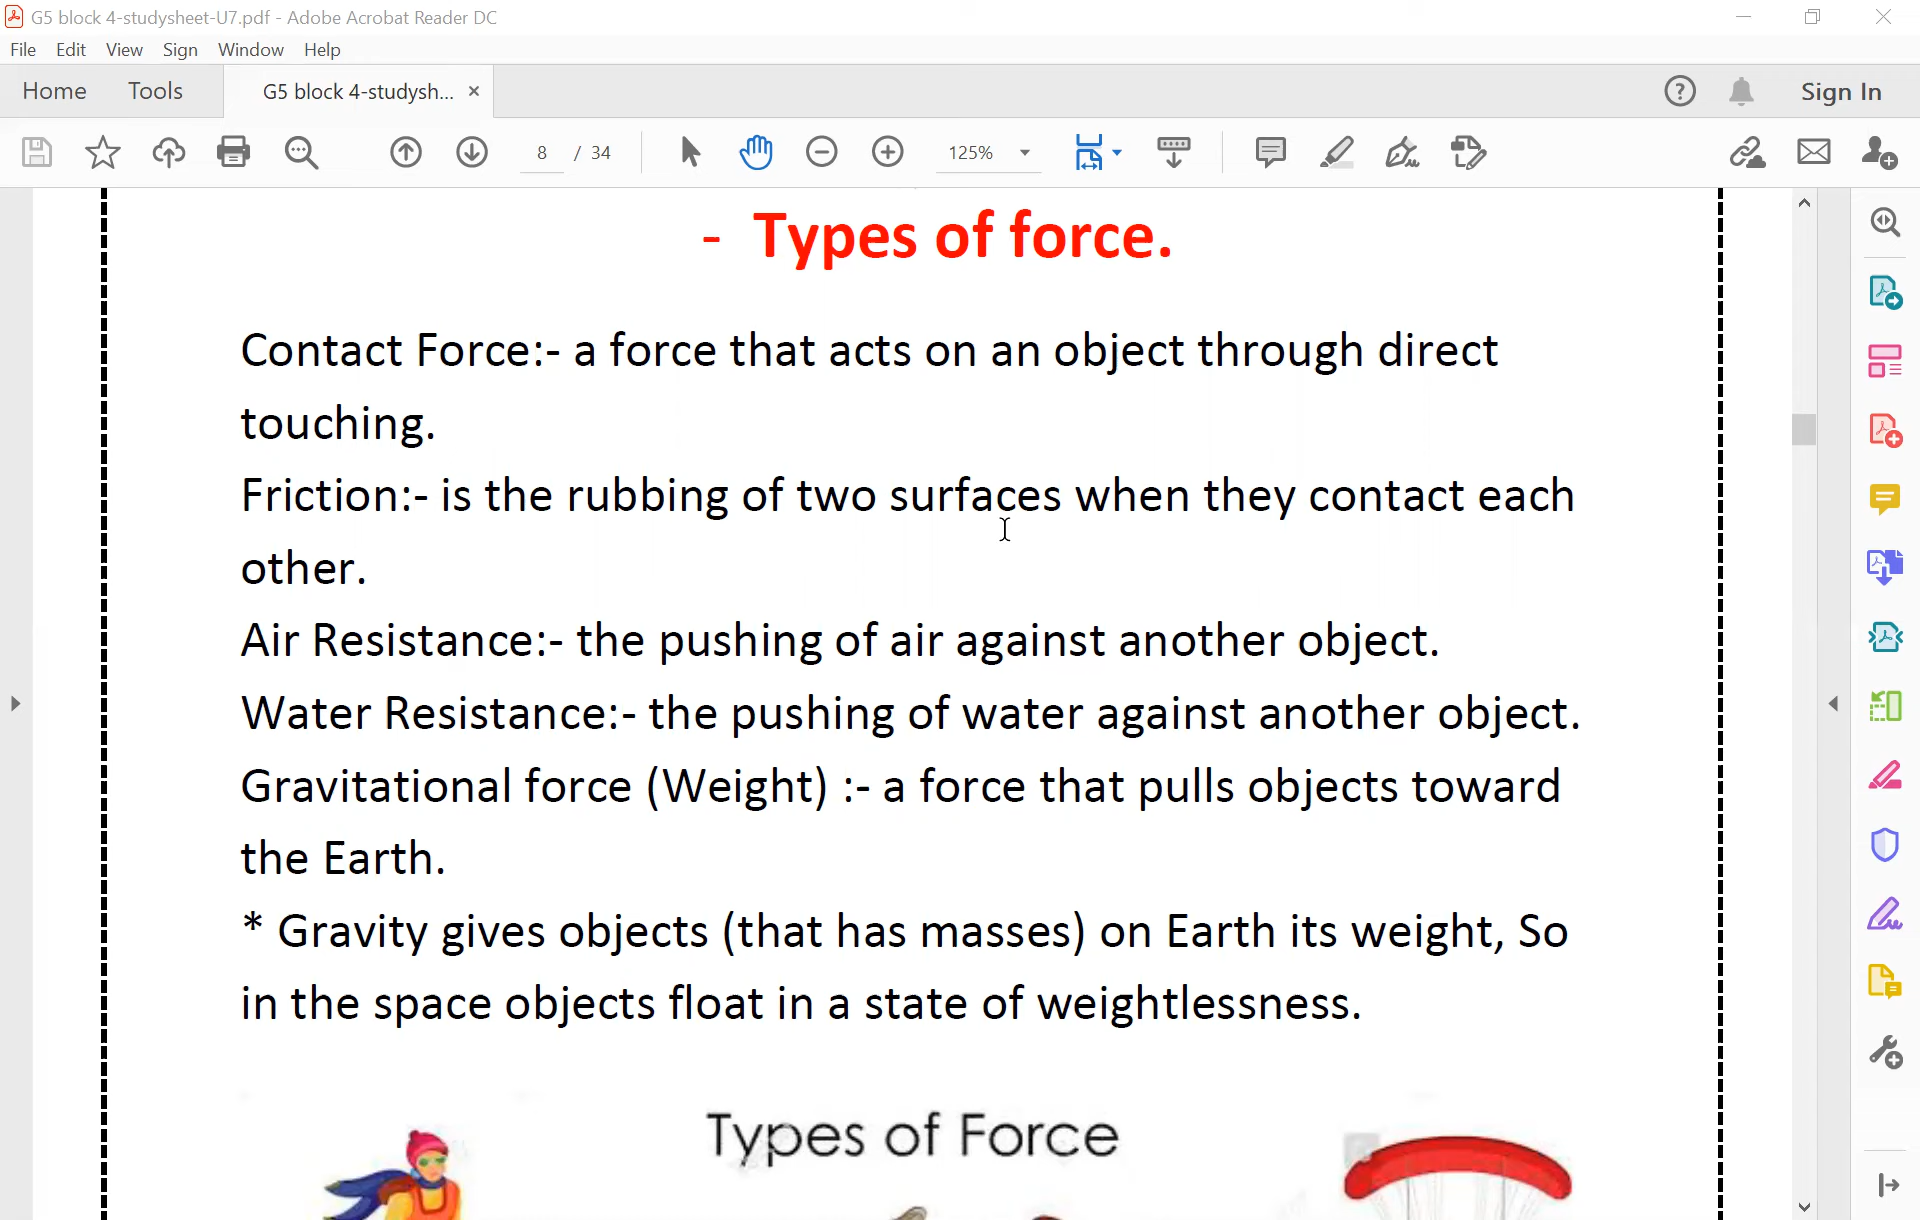 G5 block 4-studysheet-U7.pdf - Adobe Acrobat Reader DC
File Edit View Sign Window Help
Home Tools G5 block 4-studysh... × Sign In
8 / 34 125%
- Types of force.
Contact Force:- a force that acts on an object through direct
touching.
Friction:- is the rubbing of two surfaces when they contact each
other.
Air Resistance:- the pushing of air against another object.
Water Resistance:- the pushing of water against another object.
Gravitational force (Weight) :- a force that pulls objects toward
the Earth.
* Gravity gives objects (that has masses) on Earth its weight, So
in the space objects float in a state of weightlessness.
Types of Force